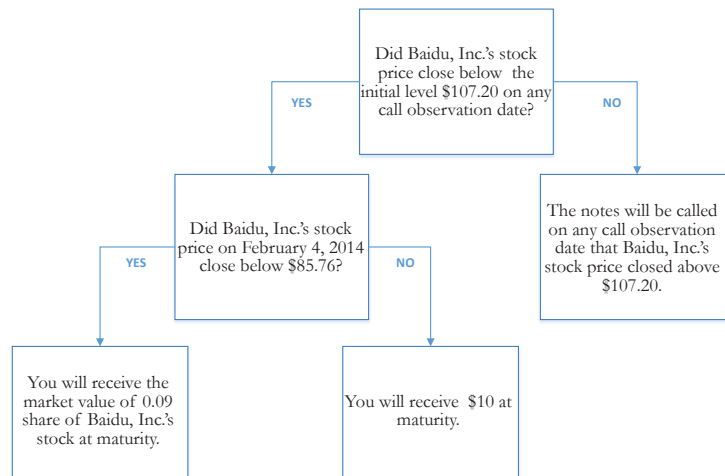 Did Baidu, Inc.'s stock
price close below the
initial level $107.20 on any
call observation date?
YES
NO
Did Baidu, Inc.'s stock
price on February 4, 2014
close below $85.76?
The notes will be called
on any call observation
date that Baidu, Inc.'s
stock price closed above
$107.20.
YES
NO
You will receive the
market value of 0.09
share of Baidu, Inc.'s
stock at maturity.
You will receive $10 at
maturity.